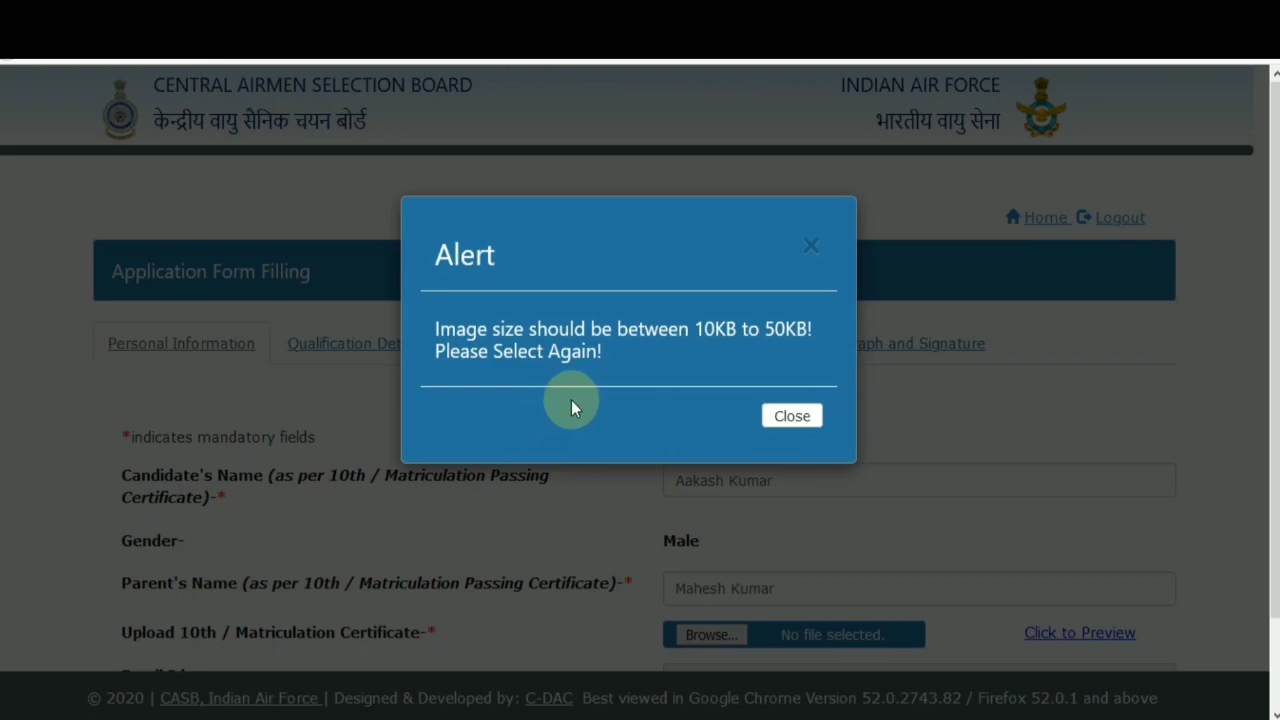 CENTRAL AIRMEN SELECTION BOARD
केन्द्रीय वायु सैनिक चयन बोर्ड
INDIAN AIR FORCE
भारतीय वायु सेना
Home Logout
Application Form Filling
Alert
×
Image size should be between 10KB to 50KB!
Please Select Again!
Close
Personal Information Qualification Det aph and Signature
*indicates mandatory fields
Candidate's Name (as per 10th / Matriculation Passing
Certificate)-*
Aakash Kumar
Gender- Male
Parent's Name (as per 10th / Matriculation Passing Certificate)-* Mahesh Kumar
Upload 10th / Matriculation Certificate-* Browse... No file selected. Click to Preview
© 2020 | CASB, Indian Air Force | Designed & Developed by: C-DAC Best viewed in Google Chrome Version 52.0.2743.82 / Firefox 52.0.1 and above